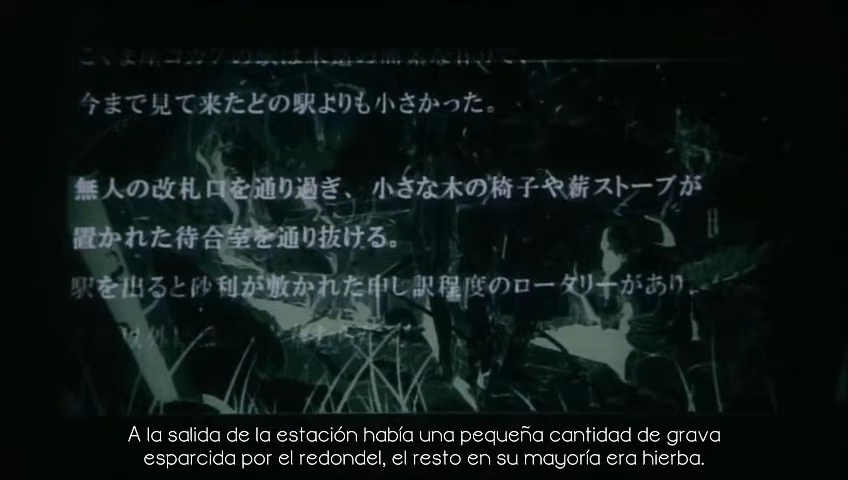 今まで見て来たどの駅よりも小さかった。
無人の改札口を通り過ぎ、小さな木の椅子や薪ストーブが
置かれた待合室を通り抜ける。
駅を出ると砂利が敷かれた申し訳程度のロータリーがあり、
A la salida de la estación había una pequeña cantidad de grava
esparcida por el redondel, el resto en su mayoría era hierba.